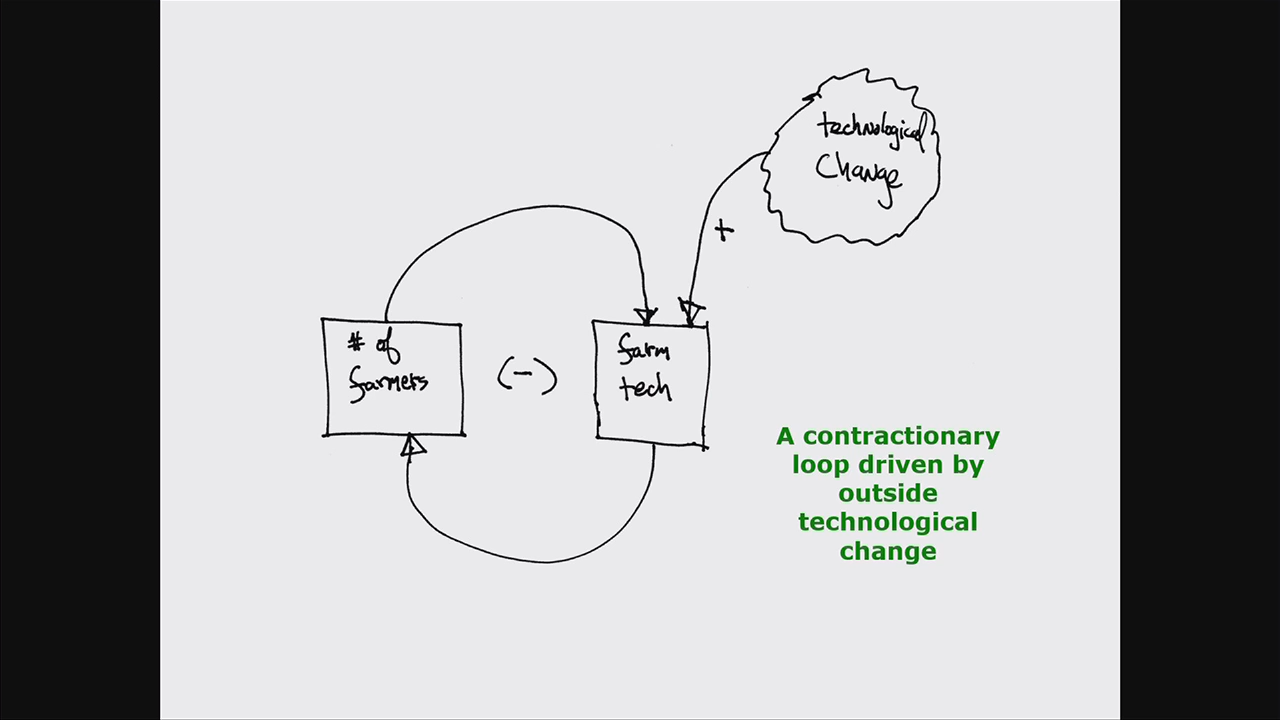 technological
Change
+
# of
farmers
(-)
farm
tech
A contractionary
loop driven by
outside
technological
change